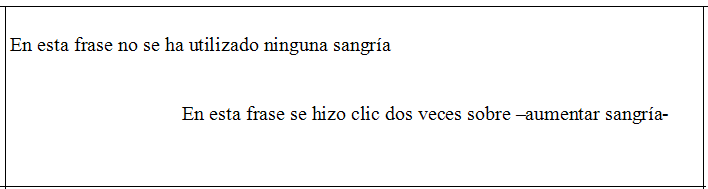 En esta frase no se ha utilizado ninguna sangría
En esta frase se hizo clic dos veces sobre –aumentar sangría-